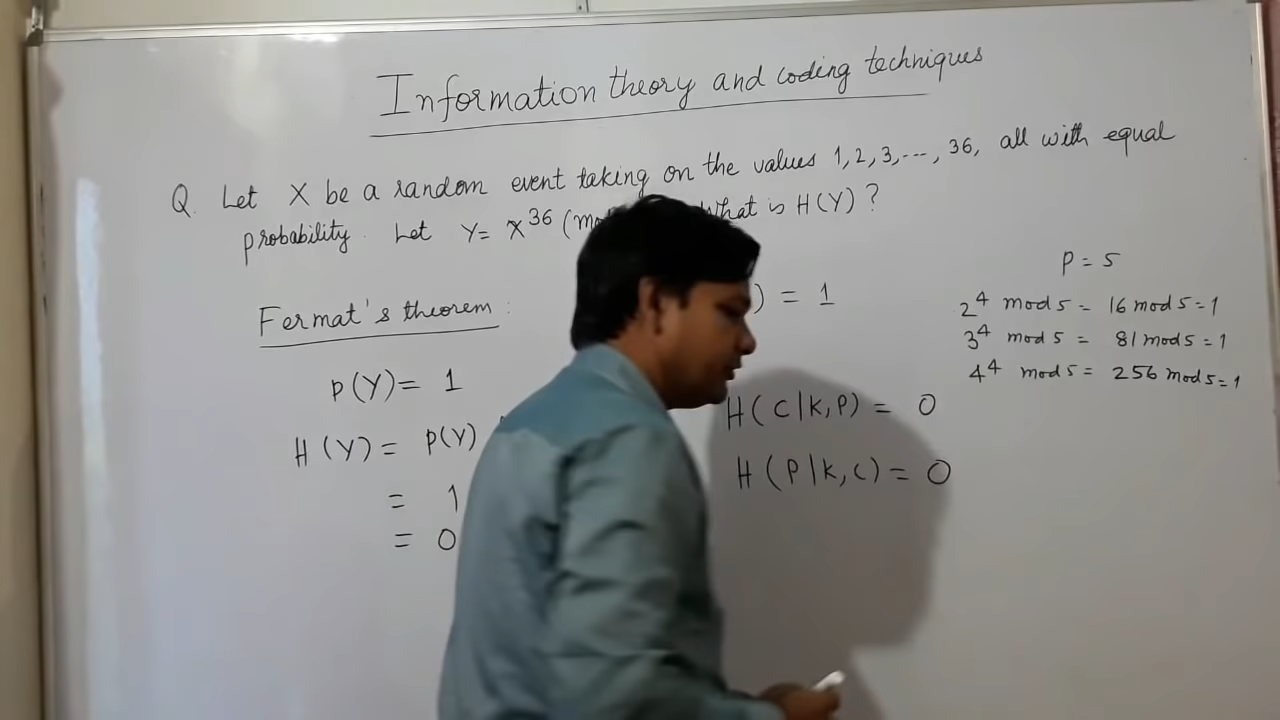 Information theory and coding techniques
Q. Let X be a random event taking on the values 1, 2, 3, ---, 36, all with equal
probability. Let Y = X^36 (mo What is H(Y) ?
Fermat's theorem : ) = 1
P = 5
2^4 mod 5 = 16 mod 5 = 1
3^4 mod 5 = 81 mod 5 = 1
4^4 mod 5 = 256 mod 5 = 1
P(Y) = 1
H(Y) = P(Y)
= 1
= 0
H(C|K,P) = 0
H(P|K,C) = 0